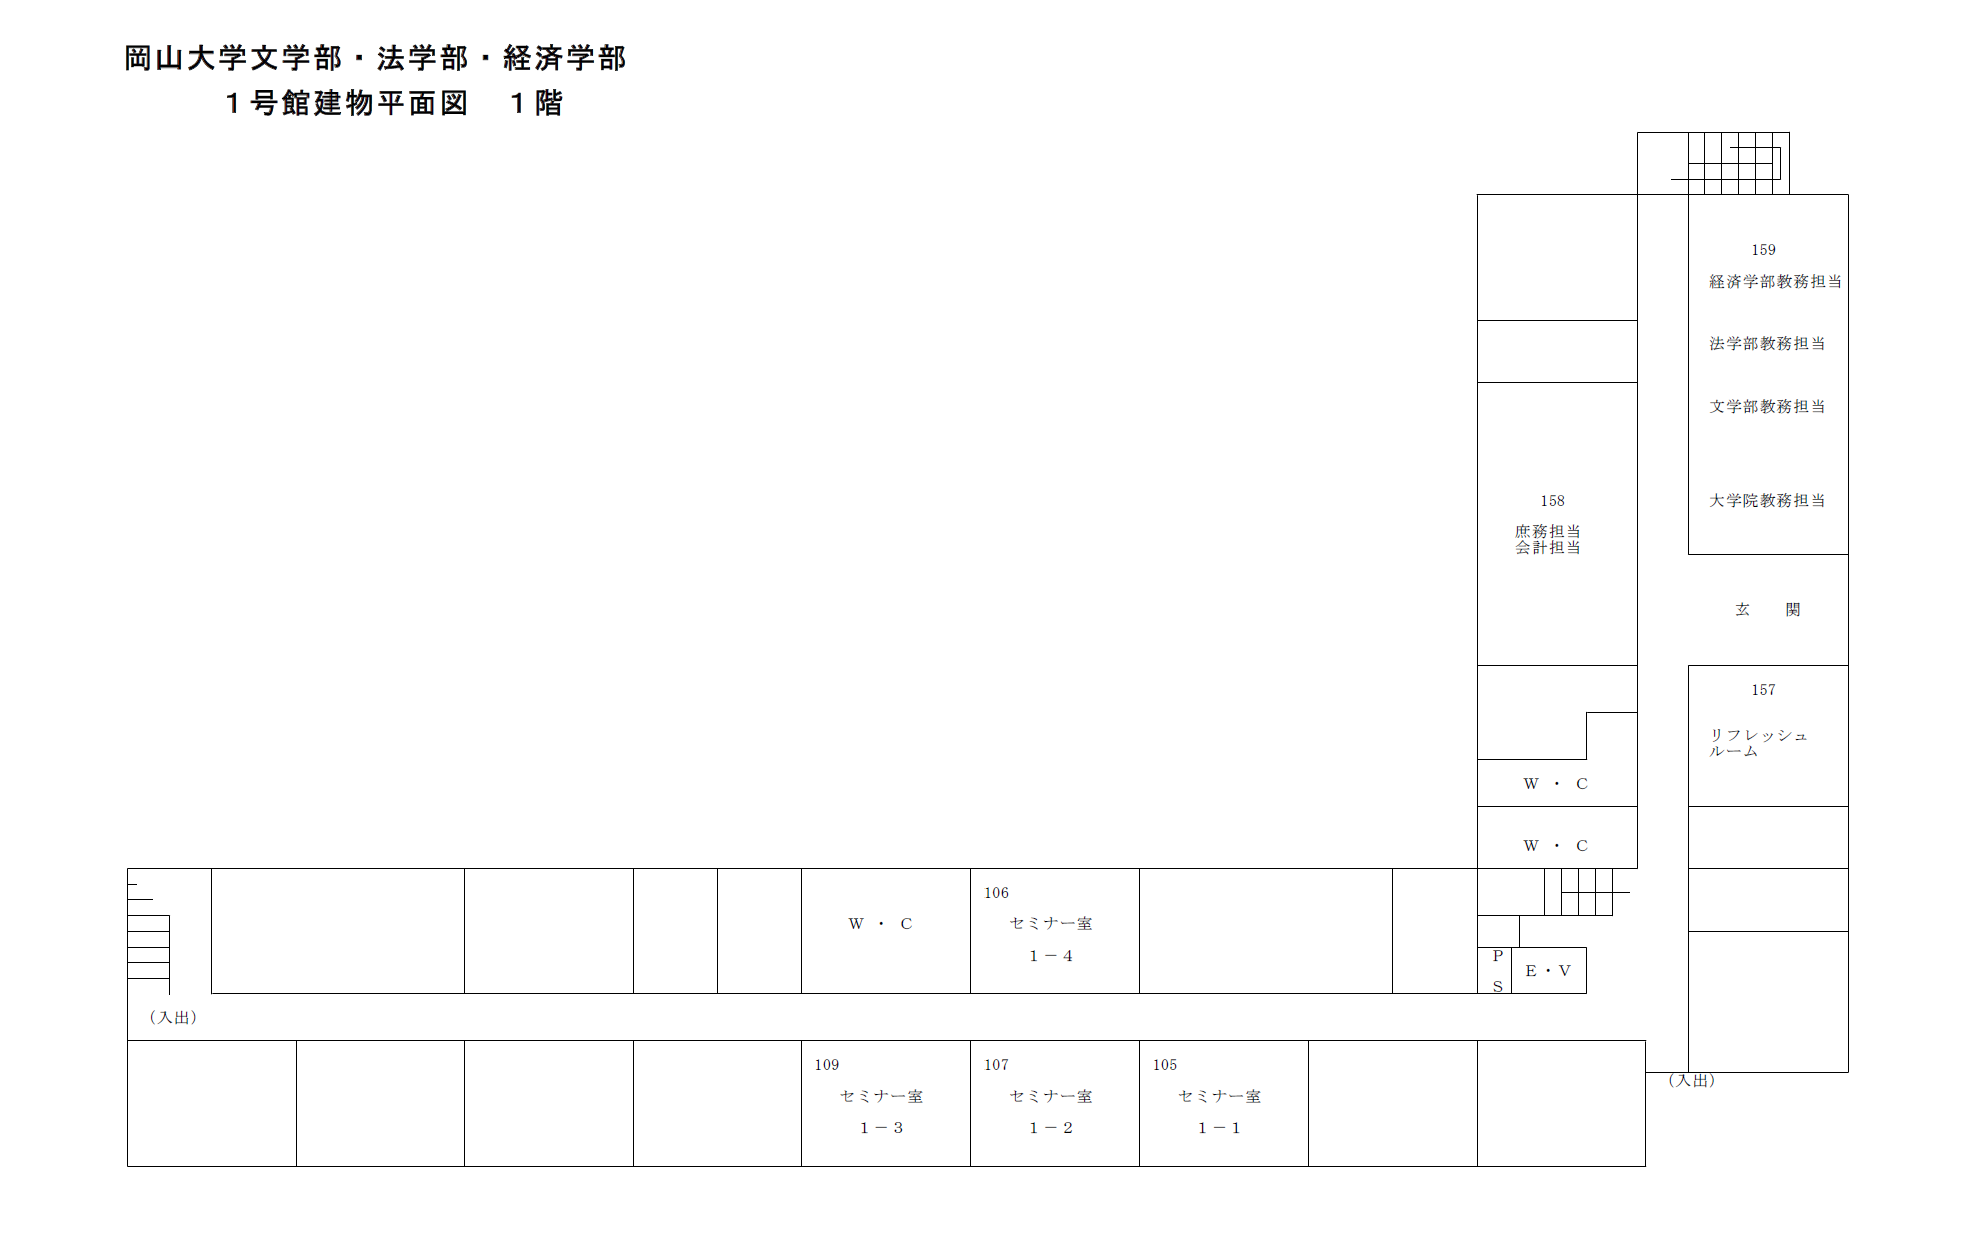 岡山大学文学部・法学部・経済学部
１号館建物平面図　１階
159
経済学部教務担当
法学部教務担当
文学部教務担当
大学院教務担当
158
庶務担当
会計担当
玄　　関
157
リフレッシュ
ルーム
Ｗ ・ Ｃ
Ｗ ・ Ｃ
106
セミナー室
１－４
Ｗ ・ Ｃ
Ｐ
Ｓ
Ｅ・Ｖ
（入出）
109
セミナー室
１－３
107
セミナー室
１－２
105
セミナー室
１－１
（入出）